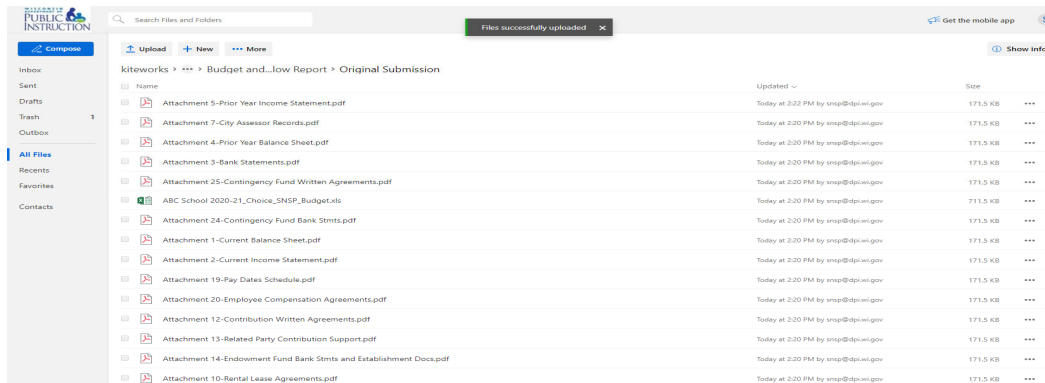 WISCONSIN
PUBLIC
INSTRUCTION
Search Files and Folders
Files successfully uploaded ×
Get the mobile app
Compose
Upload + New ••• More
Show info
Inbox
Sent
Drafts
Trash 1
Outbox
All Files
Recents
Favorites
Contacts
kiteworks > ••• > Budget and...low Report > Original Submission
Name Updated Size
Attachment 5-Prior Year Income Statement.pdf Today at 2:22 PM by snsp@dpi.wi.gov 171.5 KB •••
Attachment 7-City Assessor Records.pdf Today at 2:20 PM by snsp@dpi.wi.gov 171.5 KB •••
Attachment 4-Prior Year Balance Sheet.pdf Today at 2:20 PM by snsp@dpi.wi.gov 171.5 KB •••
Attachment 3-Bank Statements.pdf Today at 2:20 PM by snsp@dpi.wi.gov 171.5 KB •••
Attachment 25-Contingency Fund Written Agreements.pdf Today at 2:20 PM by snsp@dpi.wi.gov 171.5 KB •••
ABC School 2020-21_Choice_SNSP_Budget.xls Today at 2:20 PM by snsp@dpi.wi.gov 711.5 KB •••
Attachment 24-Contingency Fund Bank Stmts.pdf Today at 2:20 PM by snsp@dpi.wi.gov 171.5 KB •••
Attachment 1-Current Balance Sheet.pdf Today at 2:20 PM by snsp@dpi.wi.gov 171.5 KB •••
Attachment 2-Current Income Statement.pdf Today at 2:20 PM by snsp@dpi.wi.gov 171.5 KB •••
Attachment 19-Pay Dates Schedule.pdf Today at 2:20 PM by snsp@dpi.wi.gov 171.5 KB •••
Attachment 20-Employee Compensation Agreements.pdf Today at 2:20 PM by snsp@dpi.wi.gov 171.5 KB •••
Attachment 12-Contribution Written Agreements.pdf Today at 2:20 PM by snsp@dpi.wi.gov 171.5 KB •••
Attachment 13-Related Party Contribution Support.pdf Today at 2:20 PM by snsp@dpi.wi.gov 171.5 KB •••
Attachment 14-Endowment Fund Bank Stmts and Establishment Docs.pdf Today at 2:20 PM by snsp@dpi.wi.gov 171.5 KB •••
Attachment 10-Rental Lease Agreements.pdf Today at 2:20 PM by snsp@dpi.wi.gov 171.5 KB •••